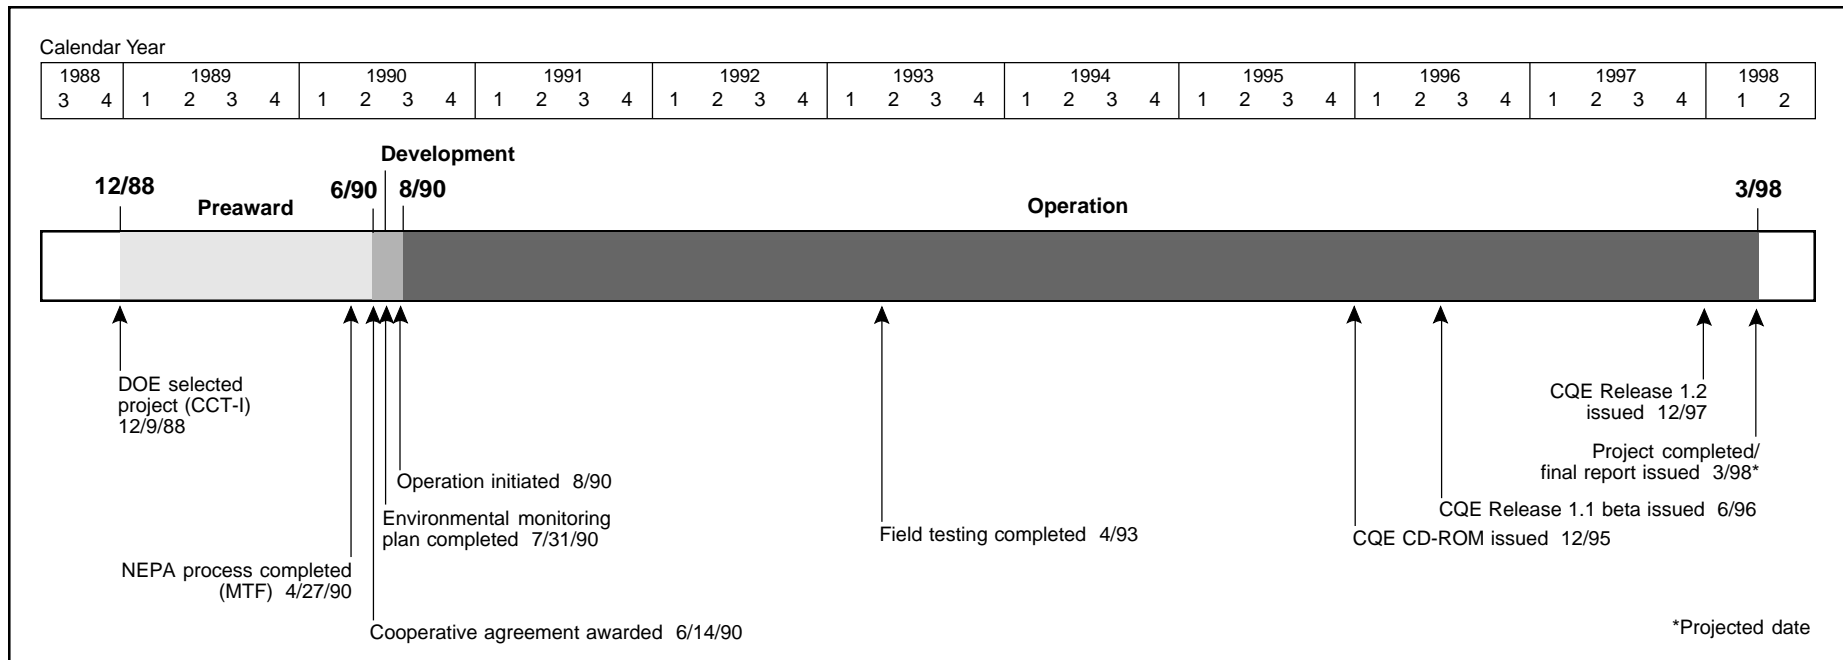 Calendar Year
1988 1989 1990 1991 1992 1993 1994 1995 1996 1997 1998
3 4 1 2 3 4 1 2 3 4 1 2 3 4 1 2 3 4 1 2 3 4 1 2 3 4 1 2 3 4 1 2 3 4 1 2 3 4 1 2
Development
12/88 6/90 8/90 3/98
Preaward Operation
DOE selected
project (CCT-I)
12/9/88
NEPA process completed
(MTF) 4/27/90
Cooperative agreement awarded 6/14/90
Environmental monitoring
plan completed 7/31/90
Operation initiated 8/90
Field testing completed 4/93
CQE CD-ROM issued 12/95
CQE Release 1.1 beta issued 6/96
CQE Release 1.2
issued 12/97
Project completed/
final report issued 3/98*
*Projected date